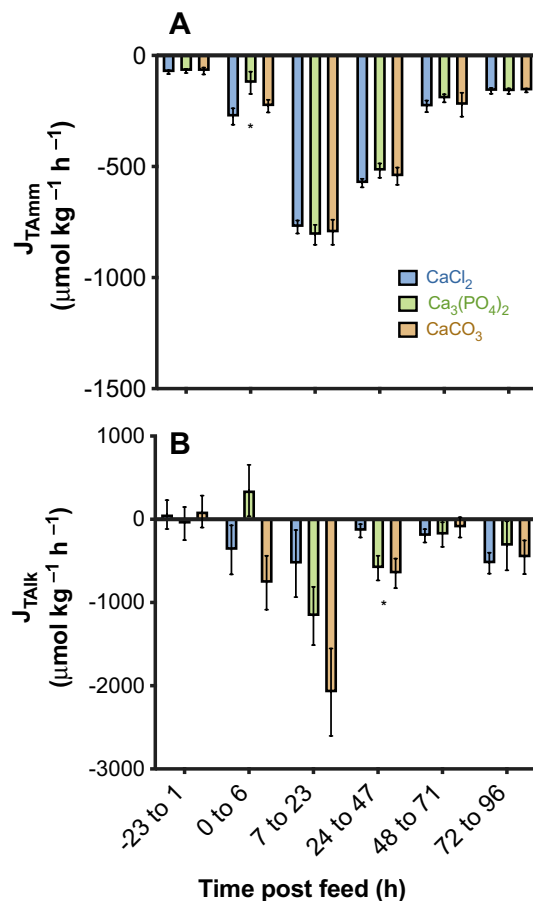 A
0
-500
-1000
-1500
J_TAmm
(μmol kg⁻¹ h⁻¹)
*
CaCl₂
Ca₃(PO₄)₂
CaCO₃
B
1000
0
-1000
-2000
-3000
J_TAlk
(μmol kg⁻¹ h⁻¹)
*
-23 to 1
0 to 6
7 to 23
24 to 47
48 to 71
72 to 96
Time post feed (h)